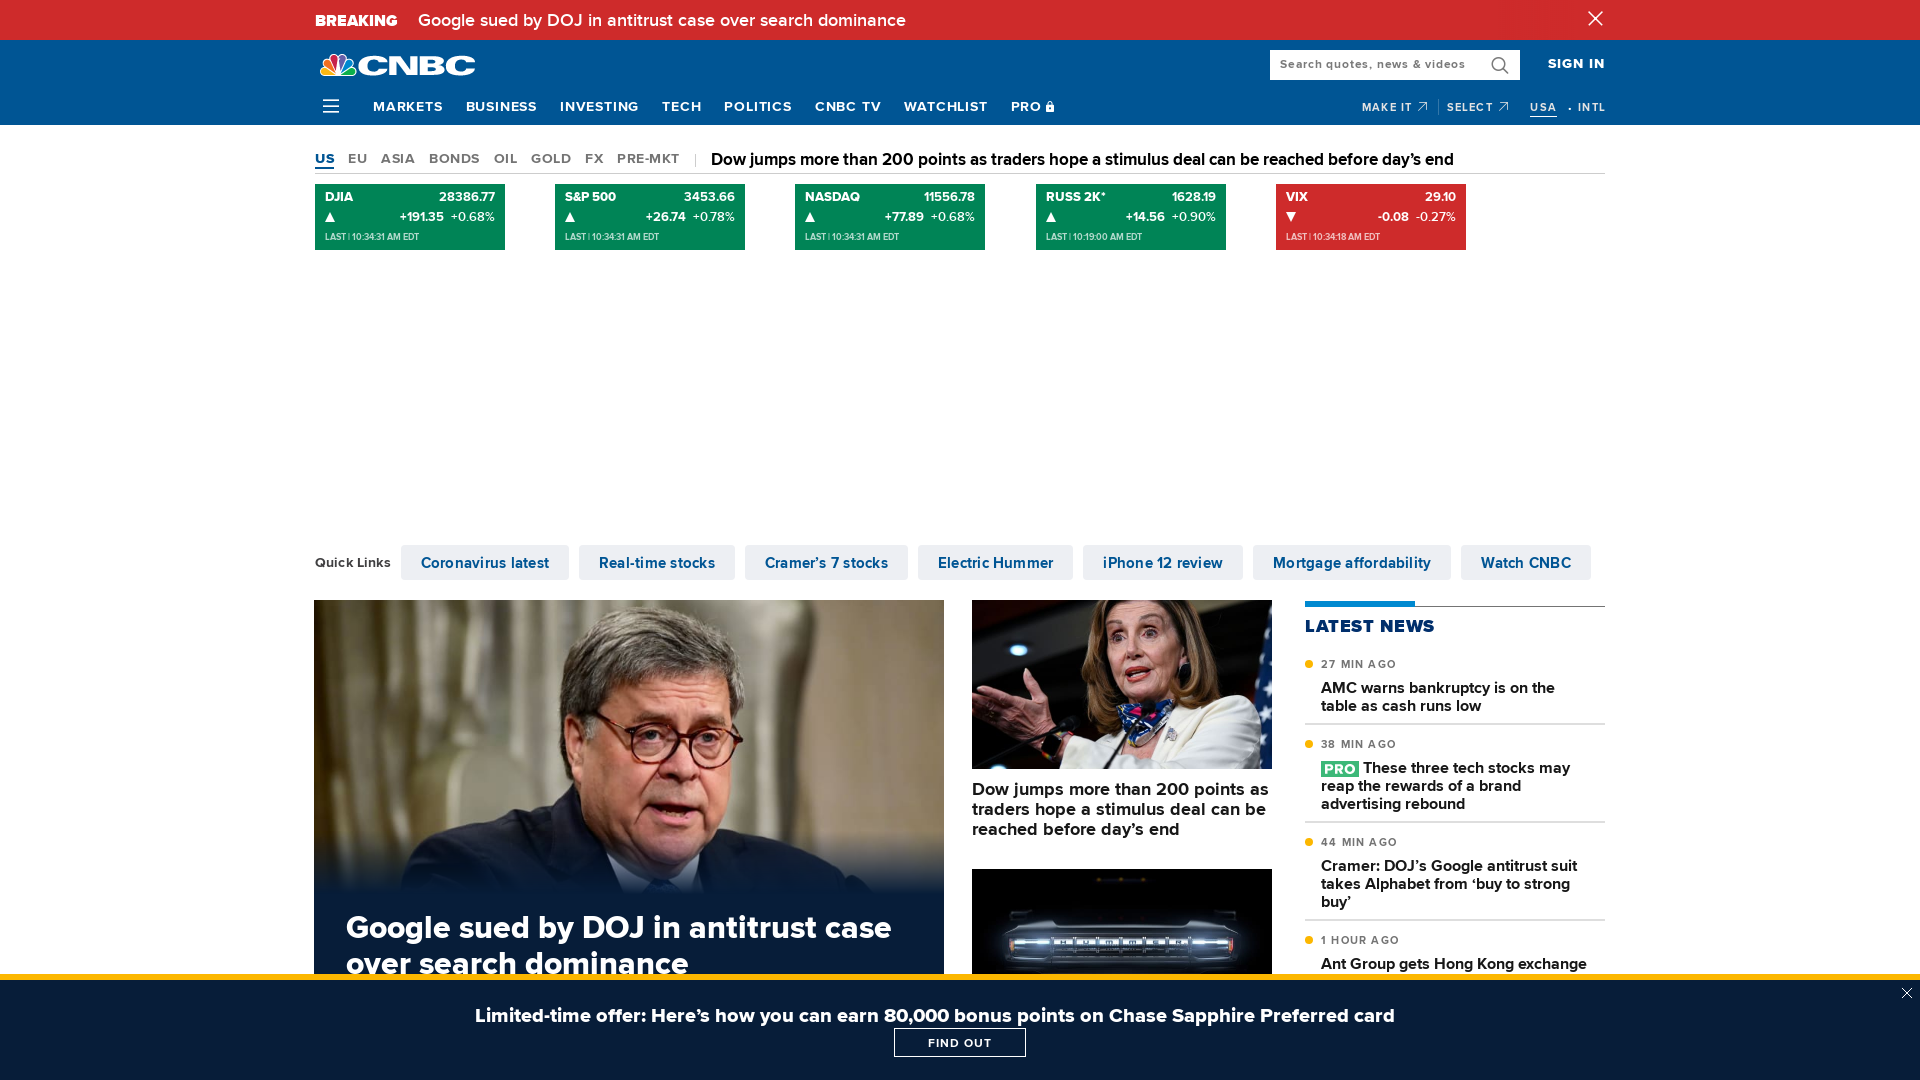 BREAKING Google sued by DOJ in antitrust case over search dominance
CNBC
Search quotes, news & videos
SIGN IN
MARKETS BUSINESS INVESTING TECH POLITICS CNBC TV WATCHLIST PRO
MAKE IT SELECT USA • INTL
US EU ASIA BONDS OIL GOLD FX PRE-MKT
Dow jumps more than 200 points as traders hope a stimulus deal can be reached before day’s end
DJIA 28386.77
+191.35 +0.68%
LAST | 10:34:31 AM EDT
S&P 500 3453.66
+26.74 +0.78%
LAST | 10:34:31 AM EDT
NASDAQ 11556.78
+77.89 +0.68%
LAST | 10:34:31 AM EDT
RUSS 2K* 1628.19
+14.56 +0.90%
LAST | 10:19:00 AM EDT
VIX 29.10
-0.08 -0.27%
LAST | 10:34:18 AM EDT
Quick Links Coronavirus latest Real-time stocks Cramer’s 7 stocks Electric Hummer iPhone 12 review Mortgage affordability Watch CNBC
Google sued by DOJ in antitrust case
over search dominance
Dow jumps more than 200 points as
traders hope a stimulus deal can be
reached before day’s end
HUMMER
LATEST NEWS
27 MIN AGO
AMC warns bankruptcy is on the
table as cash runs low
38 MIN AGO
PRO These three tech stocks may
reap the rewards of a brand
advertising rebound
44 MIN AGO
Cramer: DOJ’s Google antitrust suit
takes Alphabet from ‘buy to strong
buy’
1 HOUR AGO
Ant Group gets Hong Kong exchange
Limited-time offer: Here’s how you can earn 80,000 bonus points on Chase Sapphire Preferred card
FIND OUT